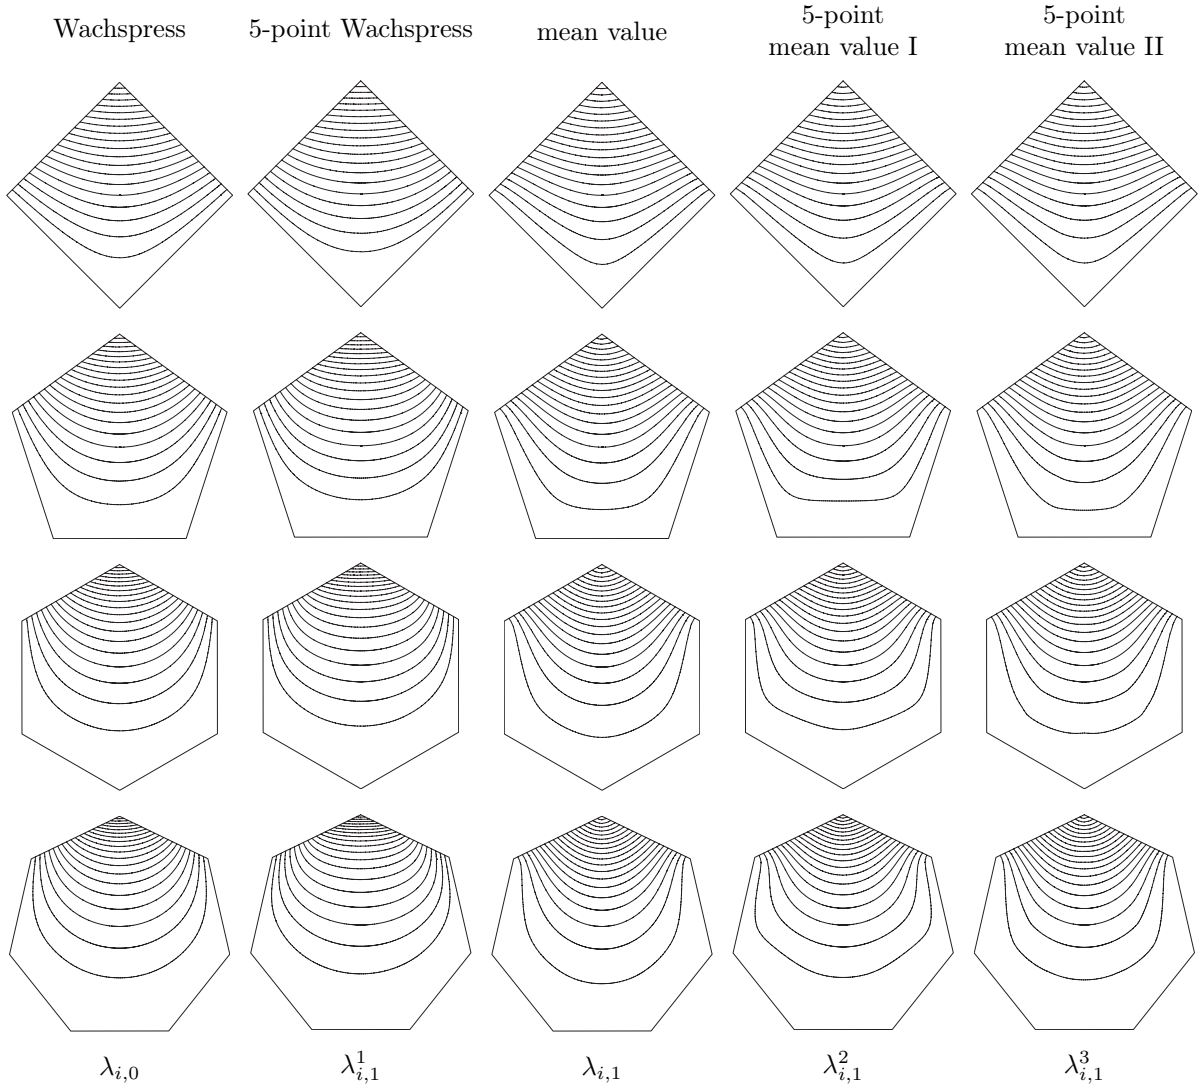 Wachspress
5-point Wachspress
mean value
5-point
mean value I
5-point
mean value II
λ_{i,0}
λ^1_{i,1}
λ_{i,1}
λ^2_{i,1}
λ^3_{i,1}